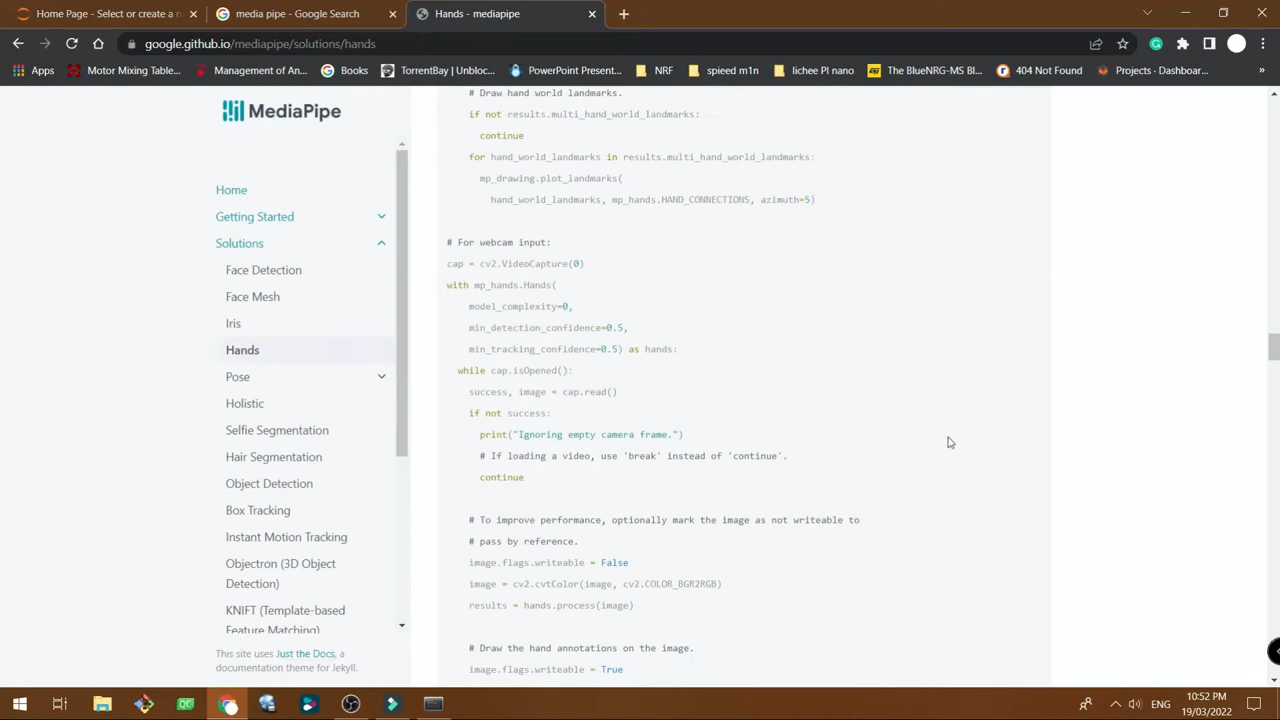 Home Page - Select or create a n
media pipe - Google Search
Hands - mediapipe
google.github.io/mediapipe/solutions/hands
Apps
Motor Mixing Table...
Management of An...
Books
TorrentBay | Unbloc...
PowerPoint Present...
NRF
spieed m1n
lichee PI nano
The BlueNRG-MS Bl...
404 Not Found
Projects - Dashboar...
»
MediaPipe
Home
Getting Started
Solutions
Face Detection
Face Mesh
Iris
Hands
Pose
Holistic
Selfie Segmentation
Hair Segmentation
Object Detection
Box Tracking
Instant Motion Tracking
Objectron (3D Object
Detection)
KNIFT (Template-based
Feature Matching)
This site uses Just the Docs, a
documentation theme for Jekyll.
# Draw hand world landmarks.
if not results.multi_hand_world_landmarks:
continue
for hand_world_landmarks in results.multi_hand_world_landmarks:
mp_drawing.plot_landmarks(
hand_world_landmarks, mp_hands.HAND_CONNECTIONS, azimuth=5)
# For webcam input:
cap = cv2.VideoCapture(0)
with mp_hands.Hands(
model_complexity=0,
min_detection_confidence=0.5,
min_tracking_confidence=0.5) as hands:
while cap.isOpened():
success, image = cap.read()
if not success:
print("Ignoring empty camera frame.")
# If loading a video, use 'break' instead of 'continue'.
continue
# To improve performance, optionally mark the image as not writeable to
# pass by reference.
image.flags.writeable = False
image = cv2.cvtColor(image, cv2.COLOR_BGR2RGB)
results = hands.process(image)
# Draw the hand annotations on the image.
image.flags.writeable = True
QC
ENG
10:52 PM
19/03/2022